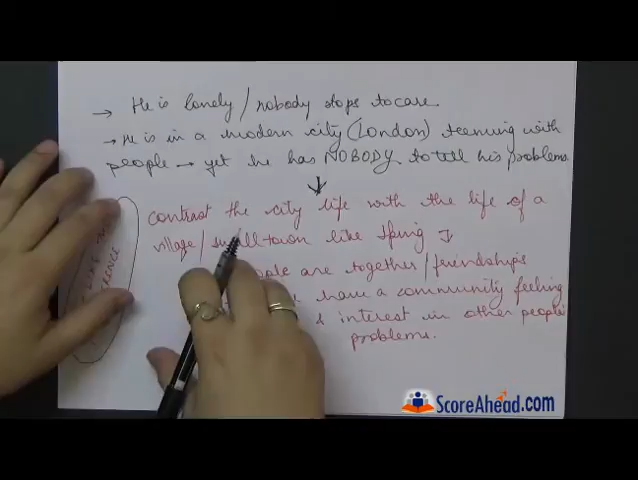 → He is lonely / nobody stops to care.
→ He is in a modern city (London) teeming with
people → yet he has NOBODY to tell his problems.
contrast the city life with the life of a
village / small town like
are together / friendships
have a community feeling
& interest in other people
problems.
ScoreAhead.com